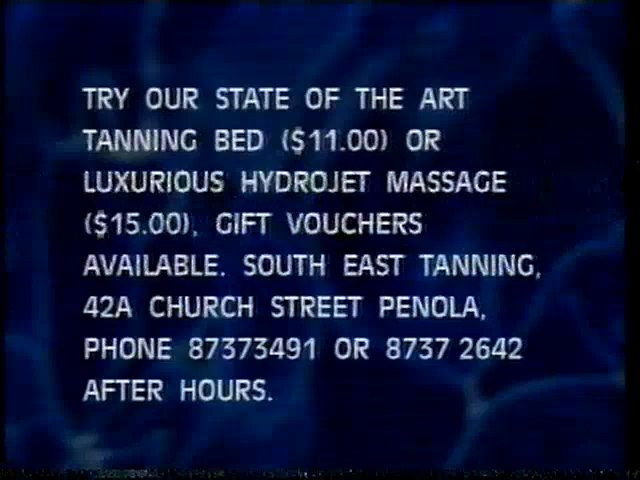 TRY OUR STATE OF THE ART
TANNING BED ($11.00) OR
LUXURIOUS HYDROJET MASSAGE
($15.00), GIFT VOUCHERS
AVAILABLE. SOUTH EAST TANNING,
42A CHURCH STREET PENOLA,
PHONE 87373491 OR 8737 2642
AFTER HOURS.